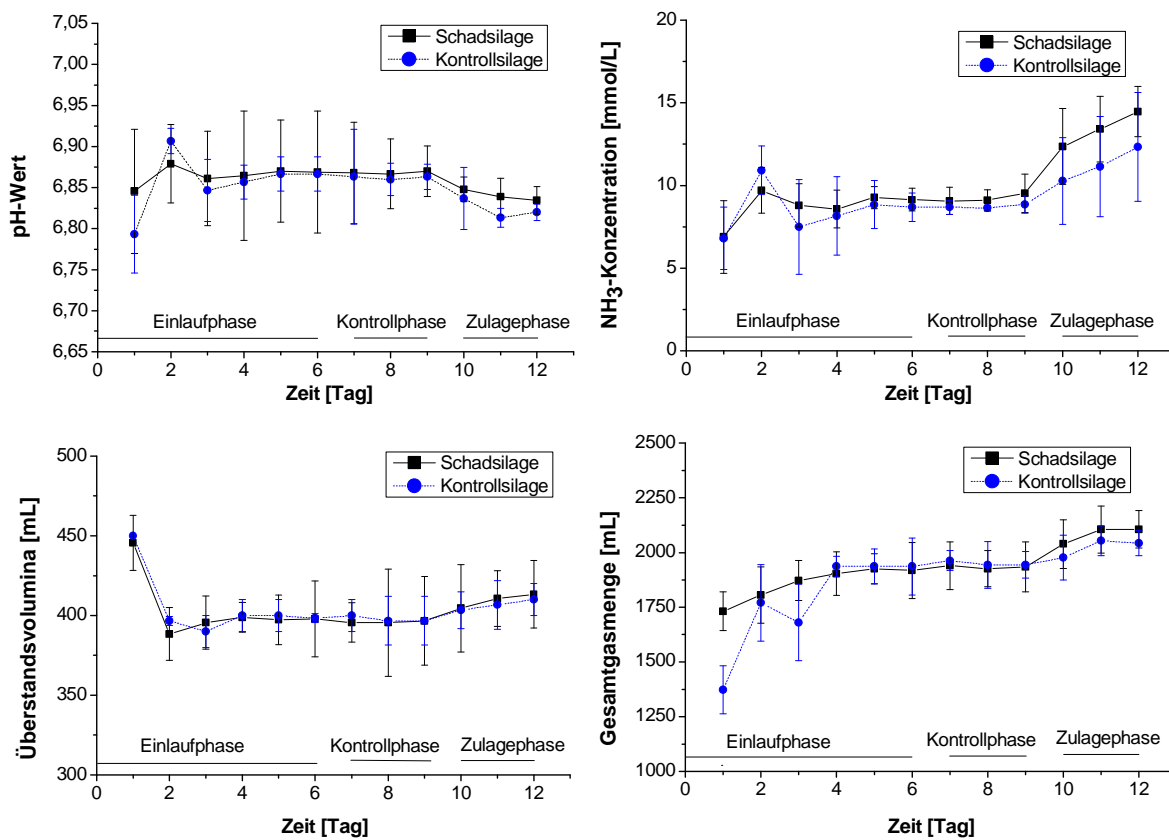 7,05
7,00
6,95
6,90
6,85
6,80
6,75
6,70
6,65
pH-Wert
Schadsilage
Kontrollsilage
Einlaufphase
Kontrollphase
Zulagephase
0 2 4 6 8 10 12
Zeit [Tag]
20
15
10
5
0
NH3-Konzentration [mmol/L]
Schadsilage
Kontrollsilage
Einlaufphase
Kontrollphase
Zulagephase
0 2 4 6 8 10 12
Zeit [Tag]
500
450
400
350
300
Überstandsvolumina [mL]
Schadsilage
Kontrollsilage
Einlaufphase
Kontrollphase
Zulagephase
0 2 4 6 8 10 12
Zeit [Tag]
2500
2250
2000
1750
1500
1250
1000
Gesamtgasmenge [mL]
Schadsilage
Kontrollsilage
Einlaufphase
Kontrollphase
Zulagephase
0 2 4 6 8 10 12
Zeit [Tag]